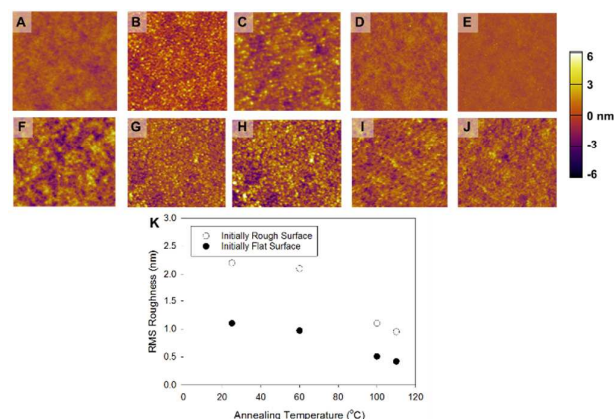 A B C D E
6
3
0 nm
-3
-6
F G H I J
K
3.0
2.5
2.0
1.5
1.0
0.5
0.0
RMS Roughness (nm)
Initially Rough Surface
Initially Flat Surface
0 20 40 60 80 100 120
Annealing Temperature (°C)